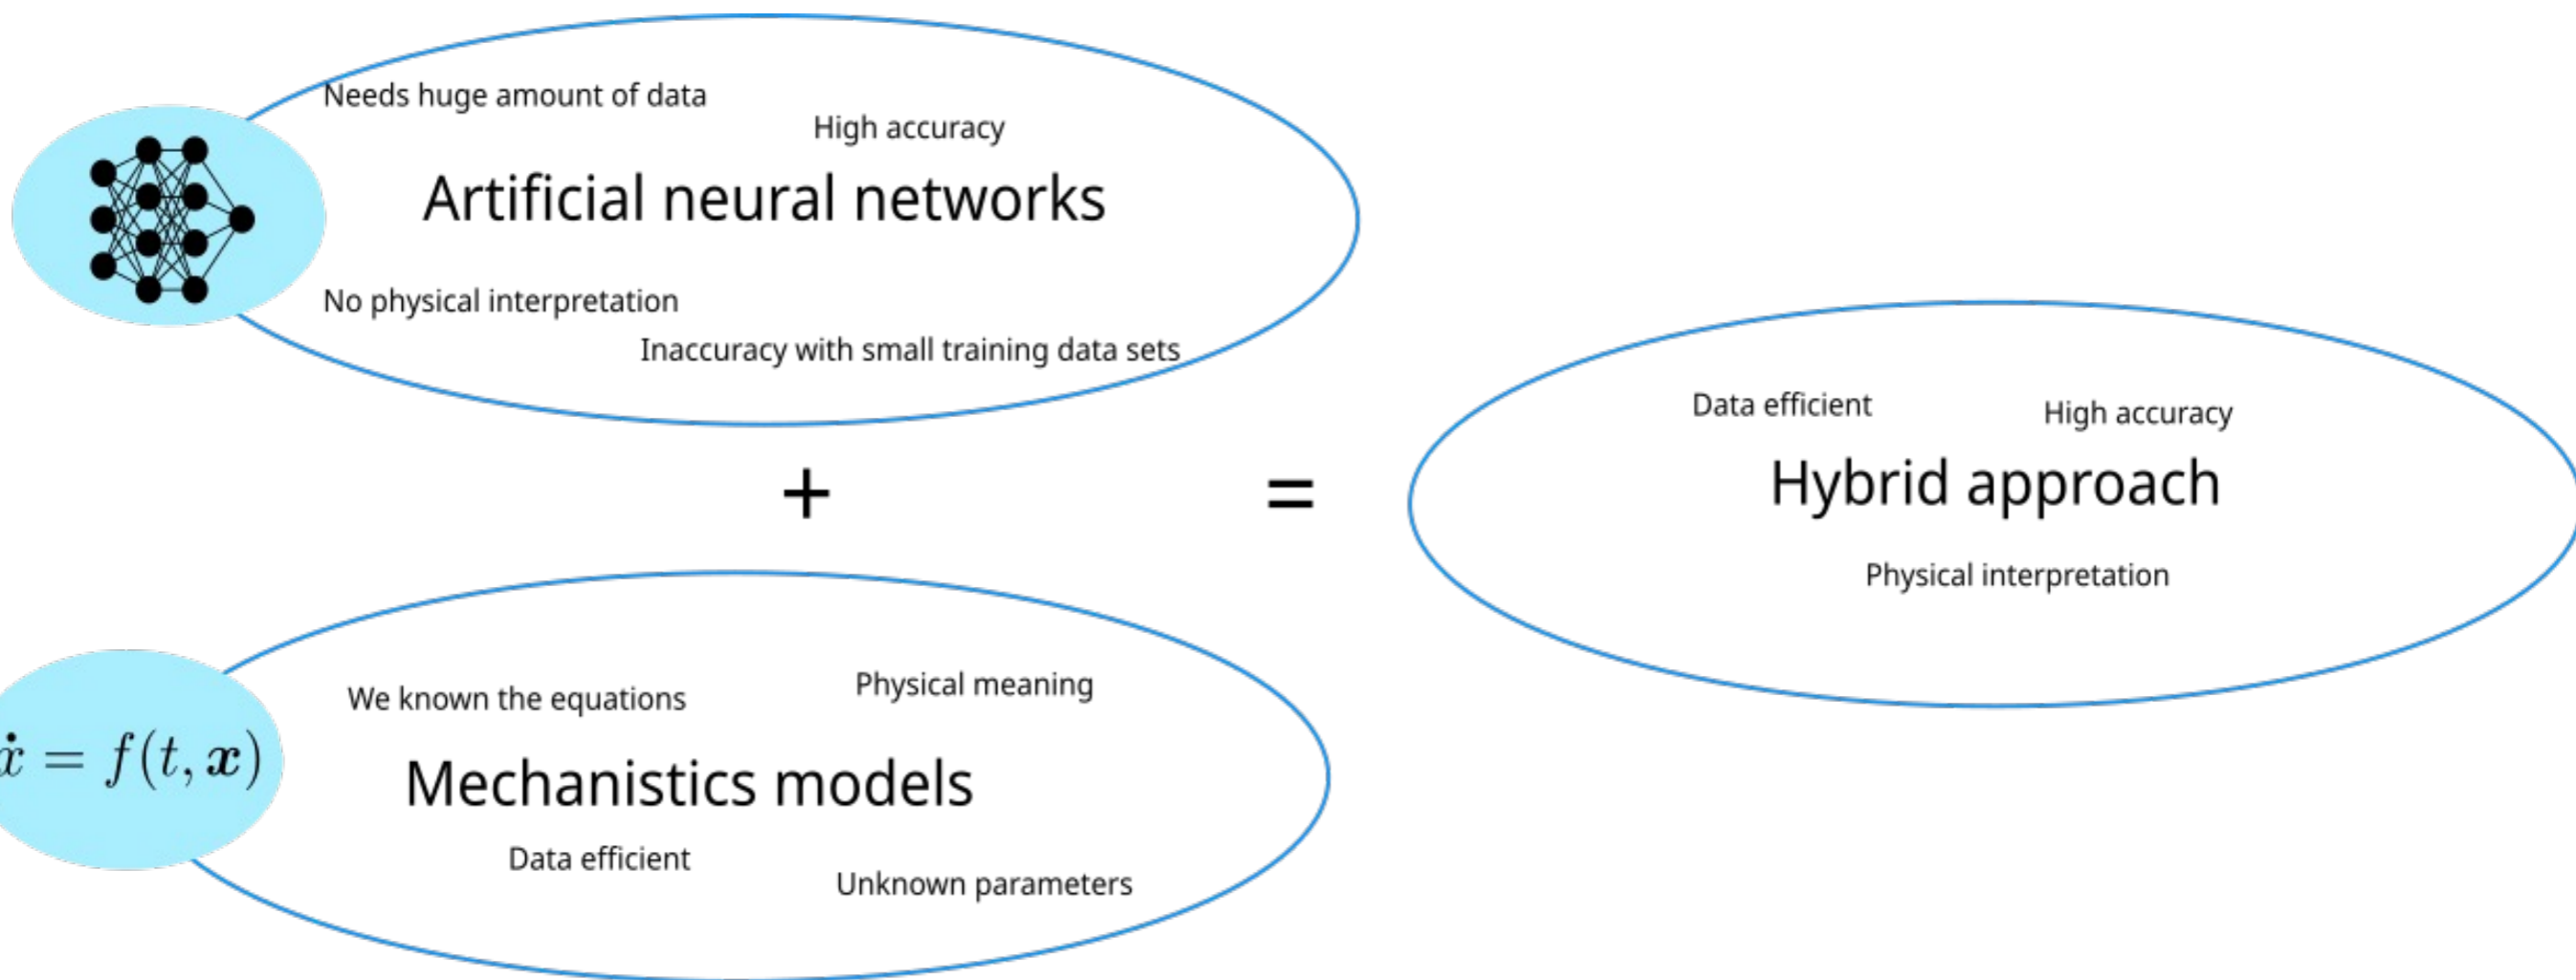 Needs huge amount of data
High accuracy
Artificial neural networks
No physical interpretation
Inaccuracy with small training data sets
+
=
Data efficient
High accuracy
Hybrid approach
Physical interpretation
We known the equations
Physical meaning
ẋ = f(t, x)
Mechanistics models
Data efficient
Unknown parameters